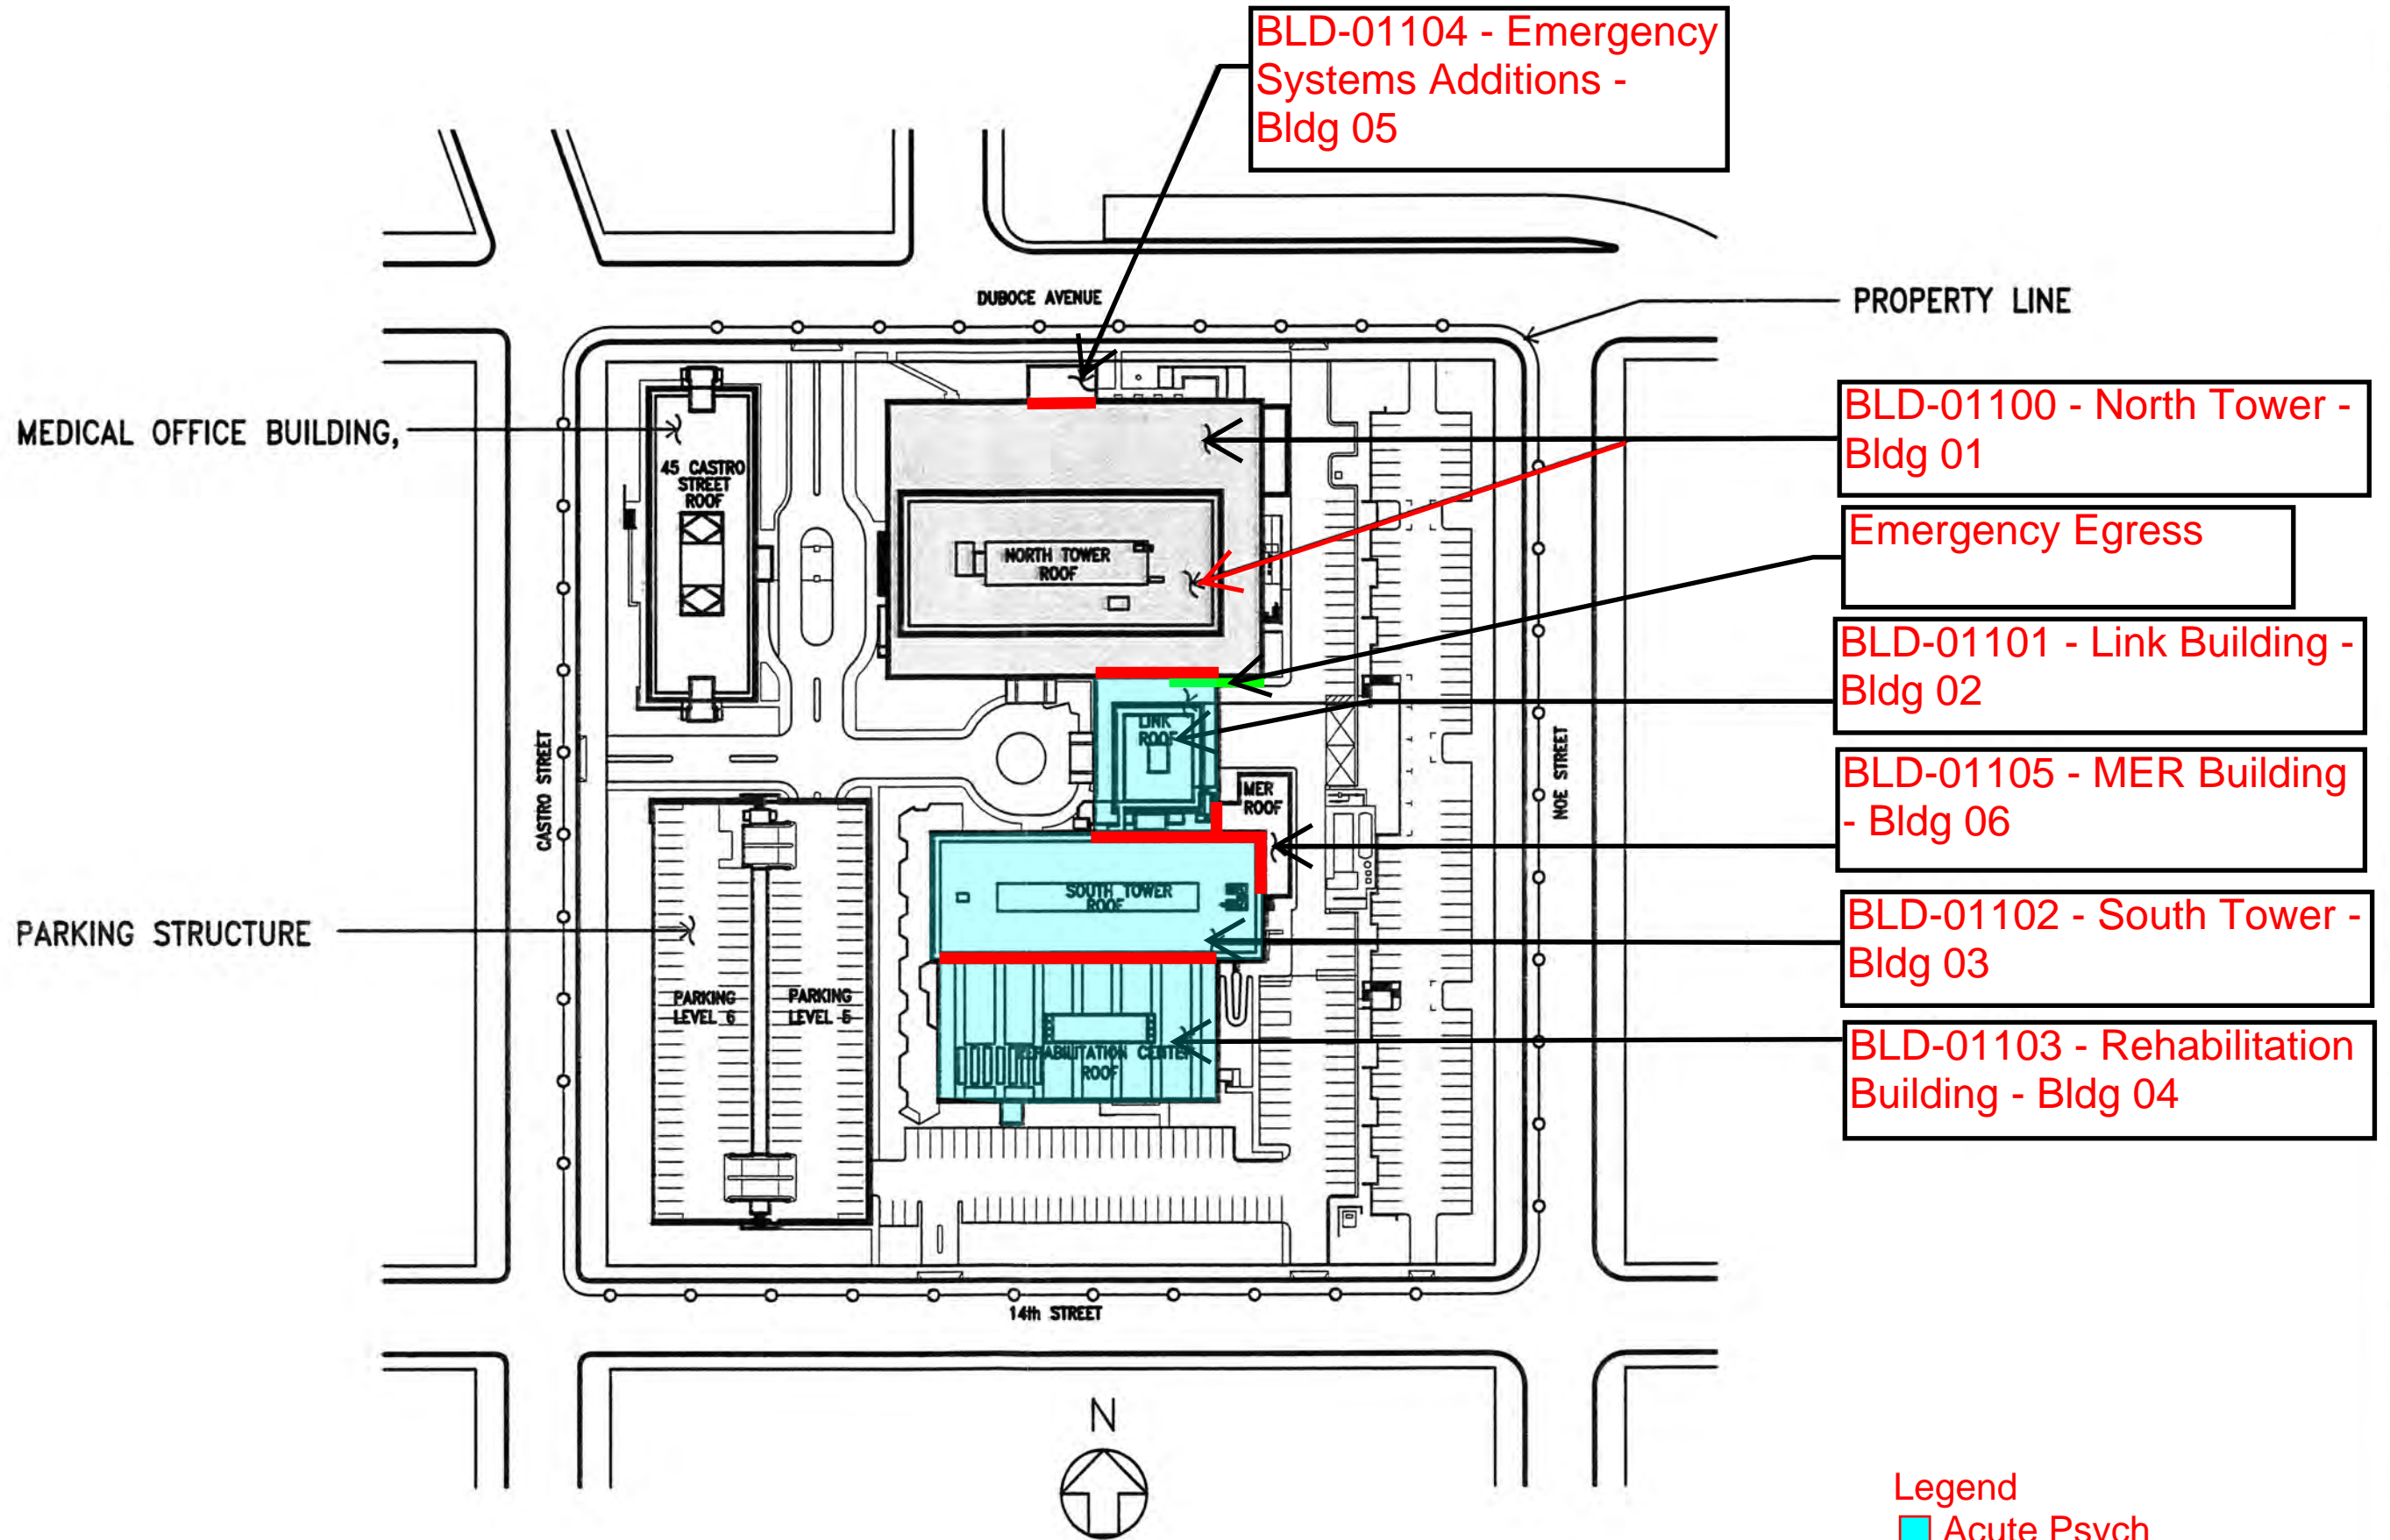 BLD-01104 - Emergency
Systems Additions -
Bldg 05
DUBOCE AVENUE
PROPERTY LINE
MEDICAL OFFICE BUILDING,
45 CASTRO
STREET
ROOF
BLD-01100 - North Tower -
Bldg 01
NORTH TOWER
ROOF
Emergency Egress
BLD-01101 - Link Building -
Bldg 02
LINK
ROOF
CASTRO STREET
NOE STREET
MER
ROOF
BLD-01105 - MER Building
- Bldg 06
SOUTH TOWER
ROOF
BLD-01102 - South Tower -
Bldg 03
PARKING STRUCTURE
PARKING
LEVEL 6
PARKING
LEVEL 5
REHABILITATION CENTER
ROOF
BLD-01103 - Rehabilitation
Building - Bldg 04
14th STREET
N
Legend
Acute Psych